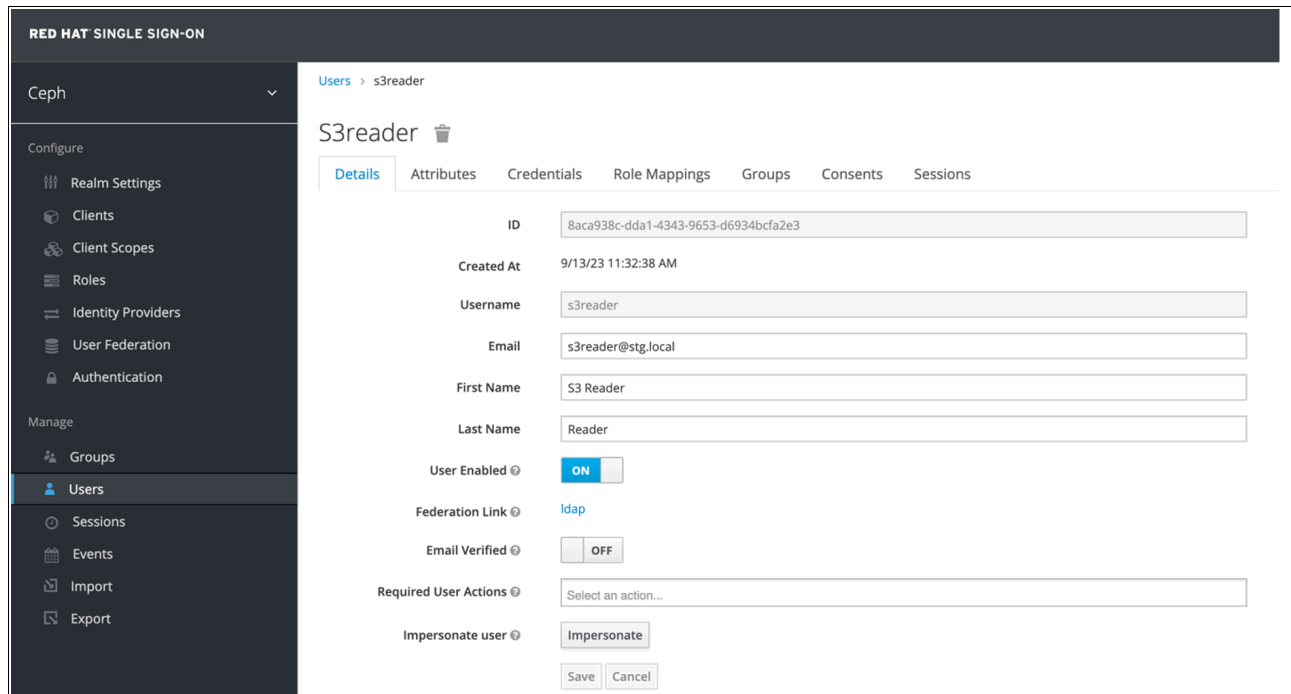 RED HAT SINGLE SIGN-ON
Ceph
Configure
Realm Settings
Clients
Client Scopes
Roles
Identity Providers
User Federation
Authentication
Manage
Groups
Users
Sessions
Events
Import
Export
Users > s3reader
S3reader
Details Attributes Credentials Role Mappings Groups Consents Sessions
ID 8aca938c-dda1-4343-9653-d6934bcfa2e3
Created At 9/13/23 11:32:38 AM
Username s3reader
Email s3reader@stg.local
First Name S3 Reader
Last Name Reader
User Enabled ON
Federation Link ldap
Email Verified OFF
Required User Actions Select an action...
Impersonate user Impersonate
Save Cancel